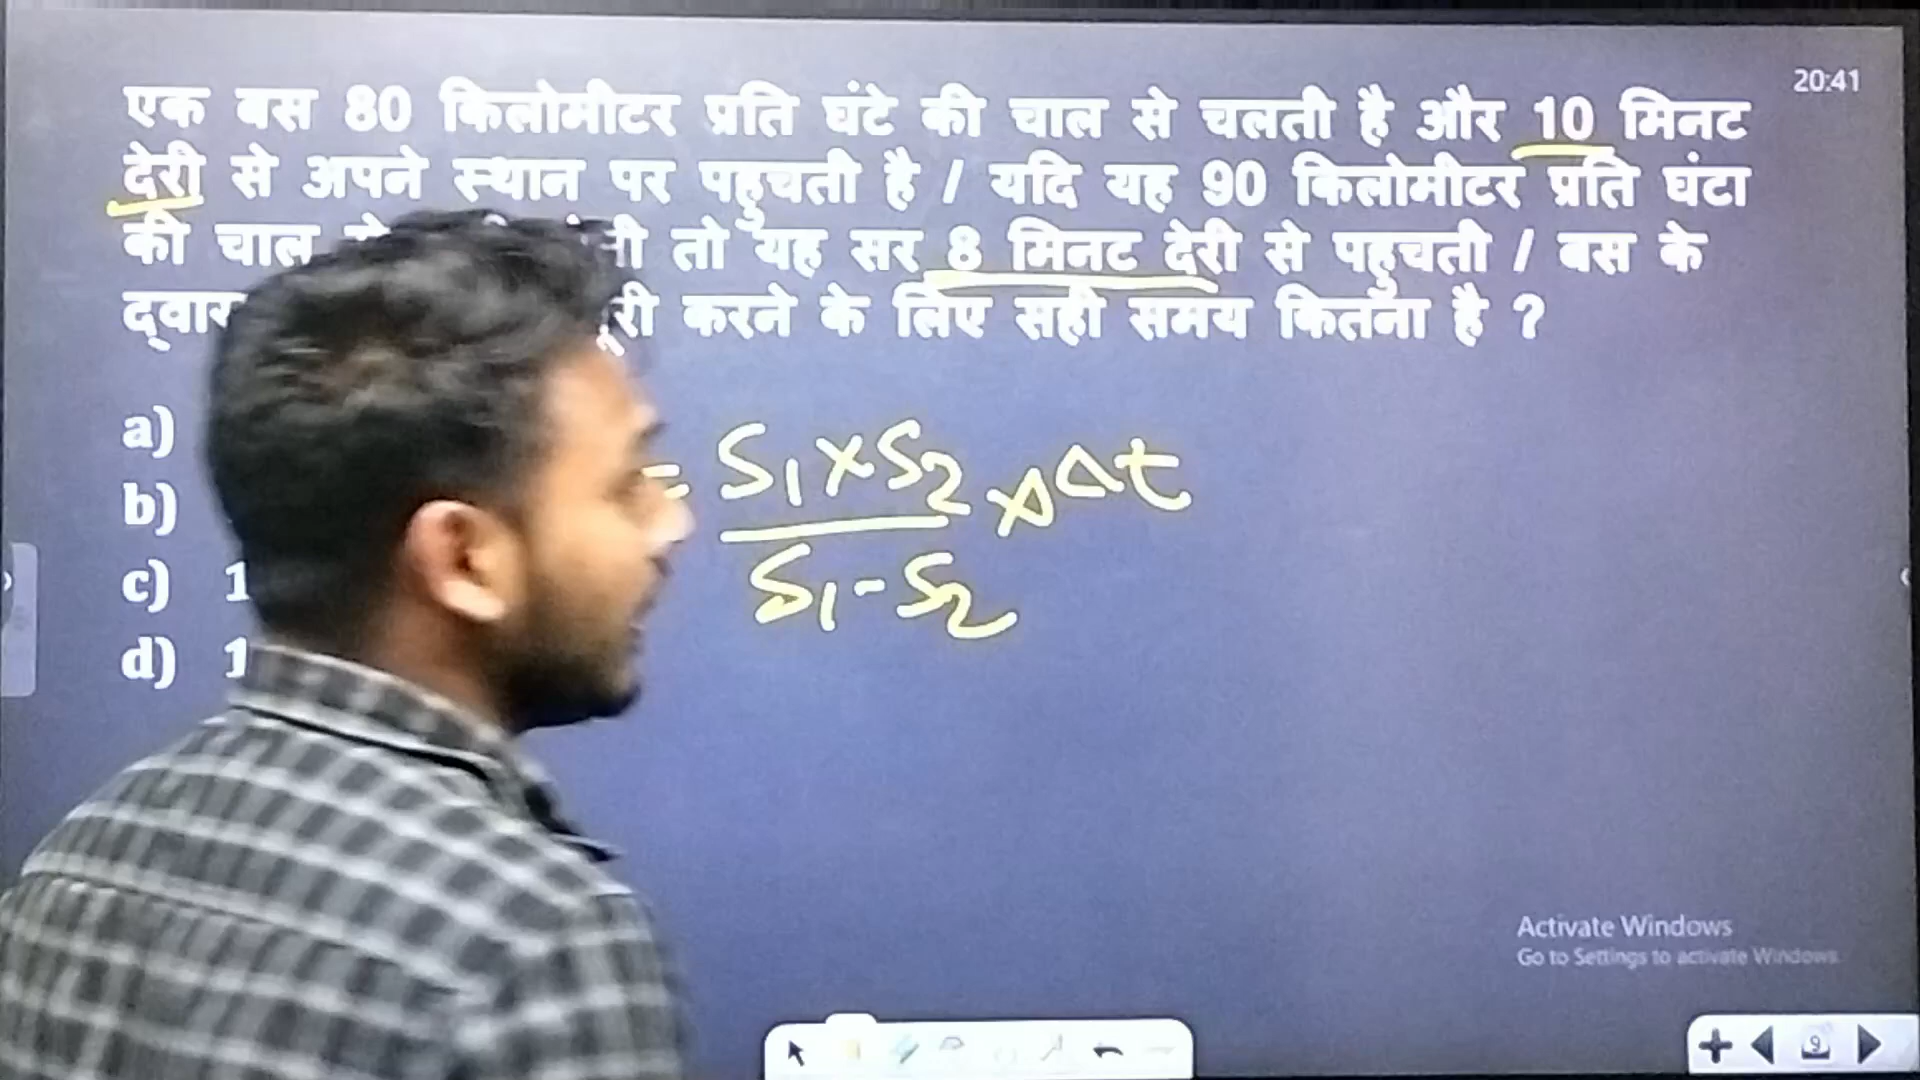 20:41
एक बस 80 किलोमीटर प्रति घंटे की चाल से चलती है और 10 मिनट
देरी से अपने स्थान पर पहुचती है / यदि यह 90 किलोमीटर प्रति घंटा
की चाल तो यह सर 8 मिनट देरी से पहुचती / बस के
करने के लिए सही समय कितना है ?
a)
b)
c) 1
d) 1
= S1 × S2 × Δt
S1 - S2
Activate Windows
Go to Settings to activate Windows.
9